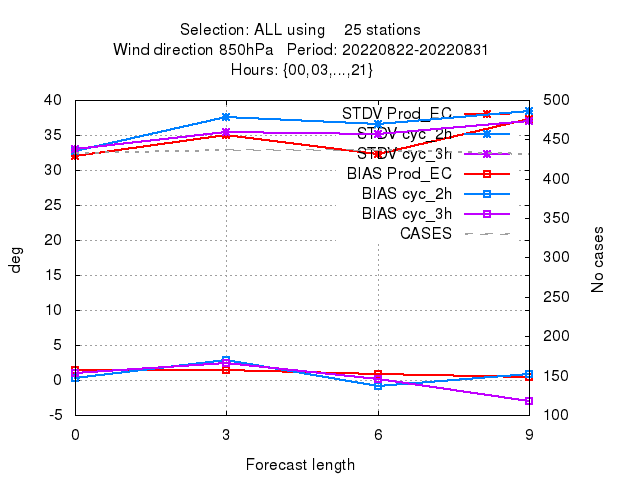 Selection: ALL using    25 stations
Wind direction 850hPa   Period: 20220822-20220831
Hours: {00,03,...,21}
40
35
30
25
20
15
10
5
0
-5
deg
500
450
400
350
300
250
200
150
100
No cases
STDV Prod_EC
STDV cyc_2h
STDV cyc_3h
BIAS Prod_EC
BIAS cyc_2h
BIAS cyc_3h
CASES
0 3 6 9
Forecast length